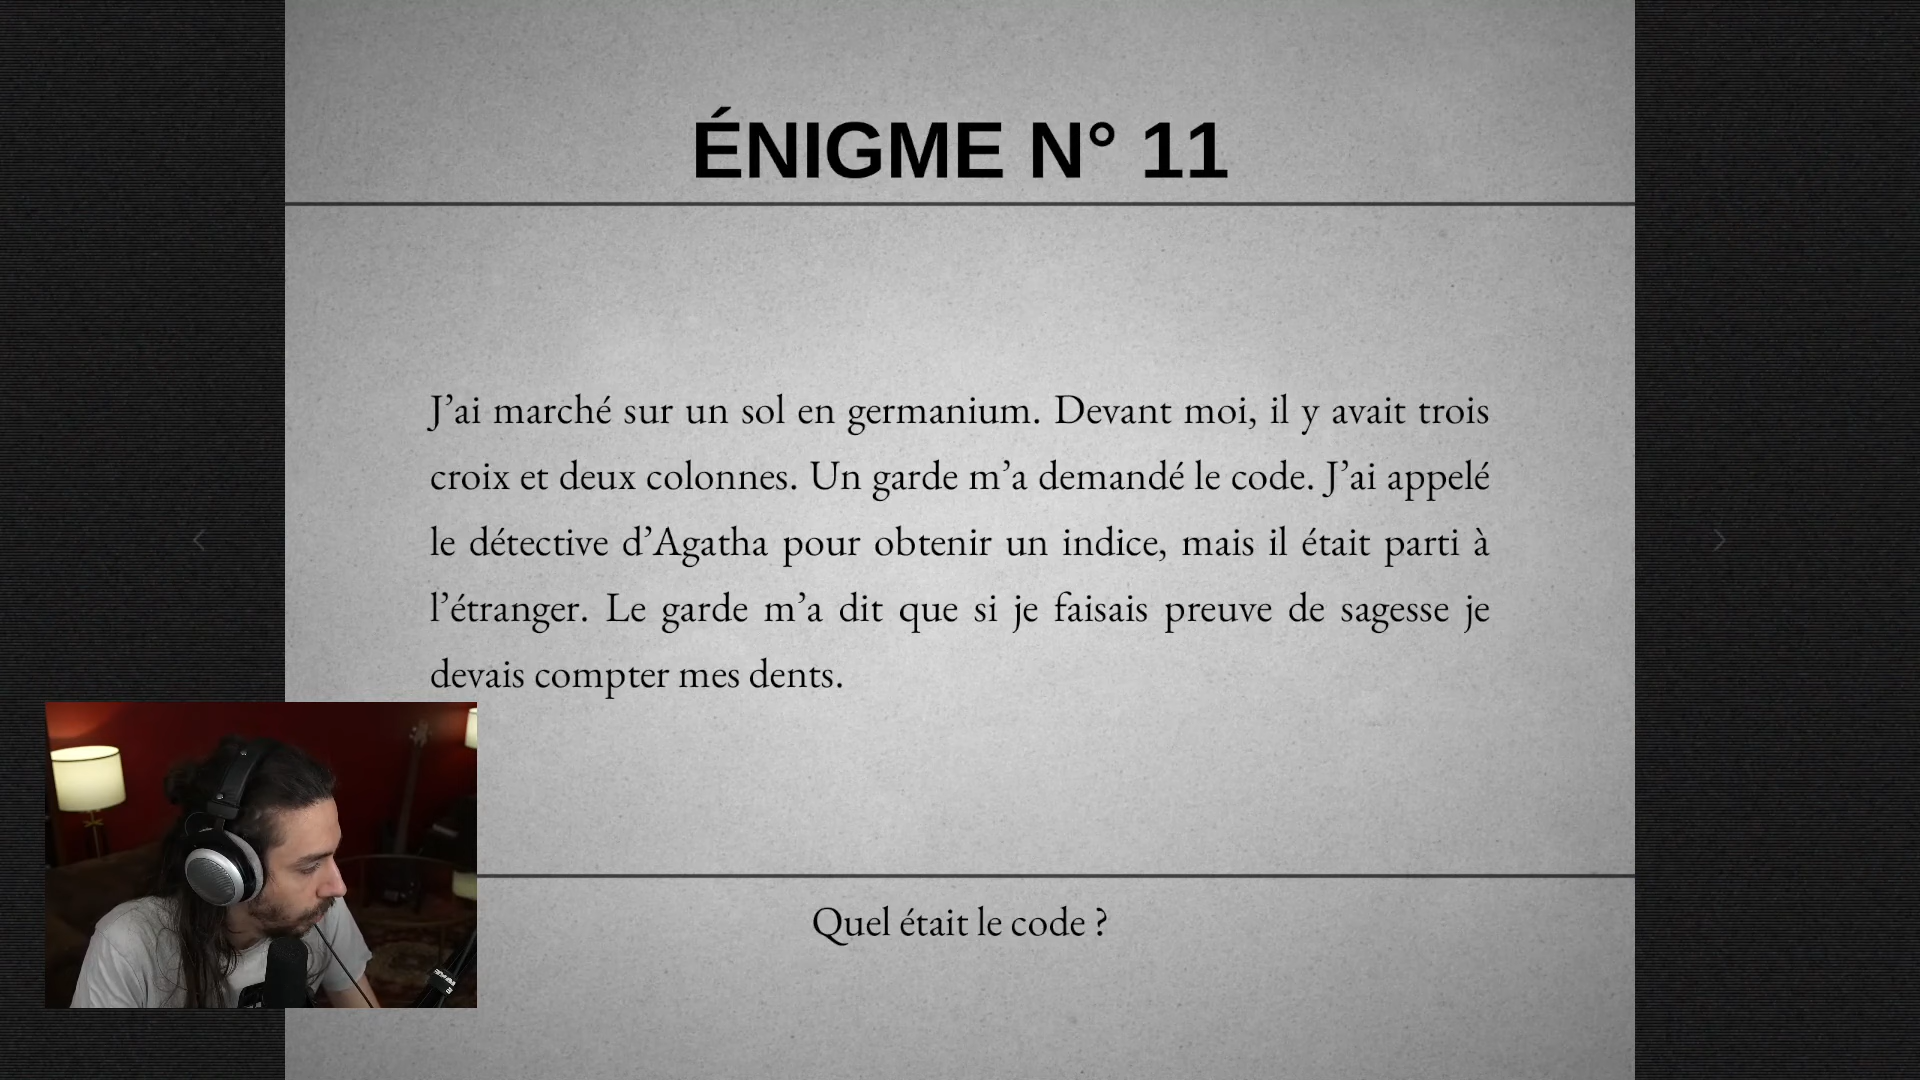 ÉNIGME N° 11
J’ai marché sur un sol en germanium. Devant moi, il y avait trois
croix et deux colonnes. Un garde m’a demandé le code. J’ai appelé
le détective d’Agatha pour obtenir un indice, mais il était parti à
l’étranger. Le garde m’a dit que si je faisais preuve de sagesse je
devais compter mes dents.
Quel était le code ?